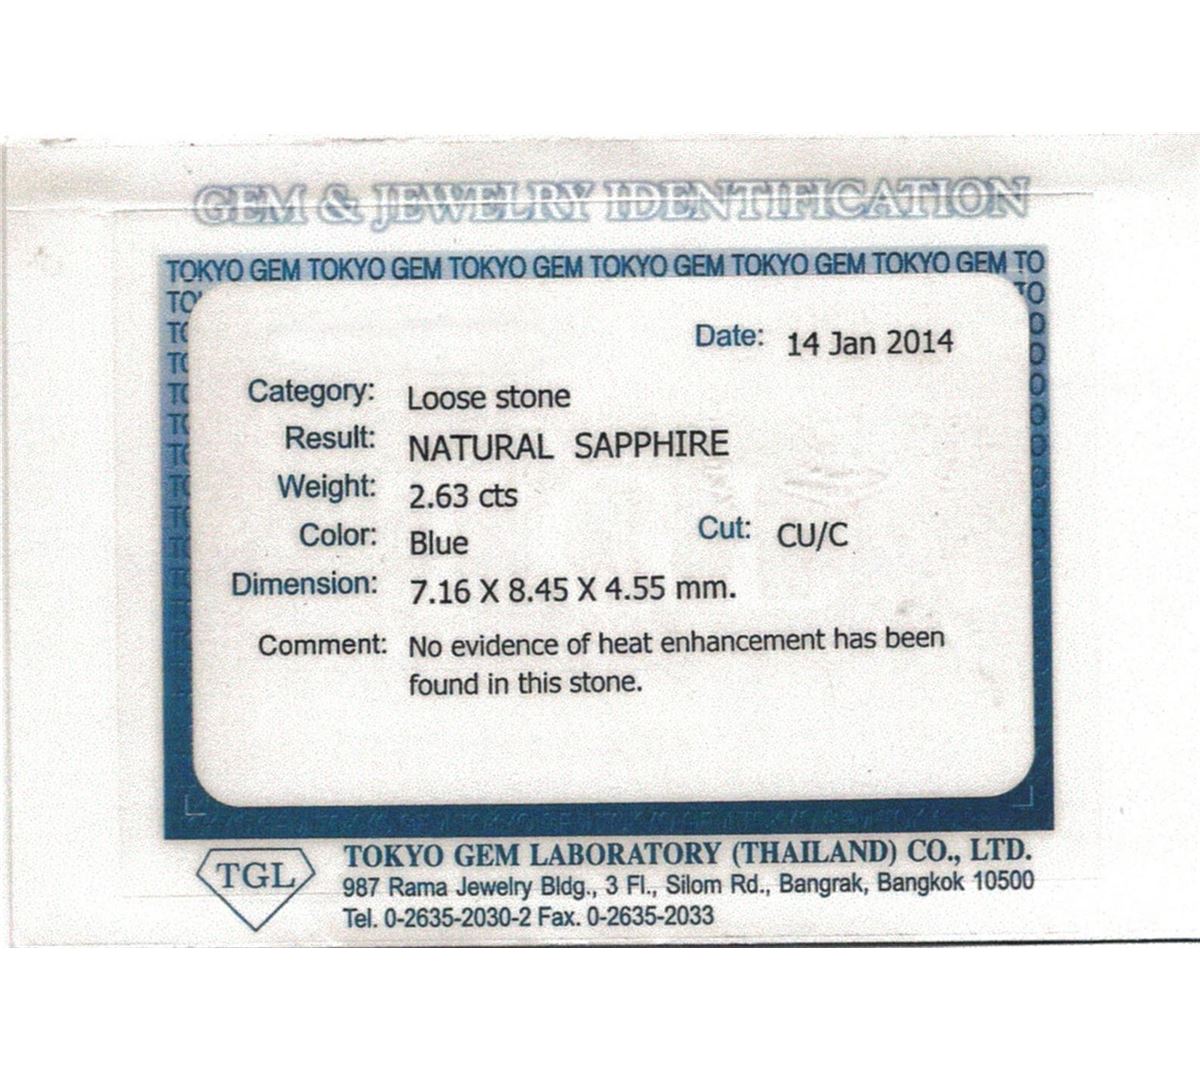 GEM & JEWELRY IDENTIFICATION
TOKYO GEM TOKYO GEM TOKYO GEM TOKYO GEM TOKYO GEM TOKYO GEM TO
Date: 14 Jan 2014
Category: Loose stone
Result: NATURAL SAPPHIRE
Weight: 2.63 cts
Color: Blue Cut: CU/C
Dimension: 7.16 X 8.45 X 4.55 mm.
Comment: No evidence of heat enhancement has been
found in this stone.
TGL
TOKYO GEM LABORATORY (THAILAND) CO., LTD.
987 Rama Jewelry Bldg., 3 Fl., Silom Rd., Bangrak, Bangkok 10500
Tel. 0-2635-2030-2 Fax. 0-2635-2033